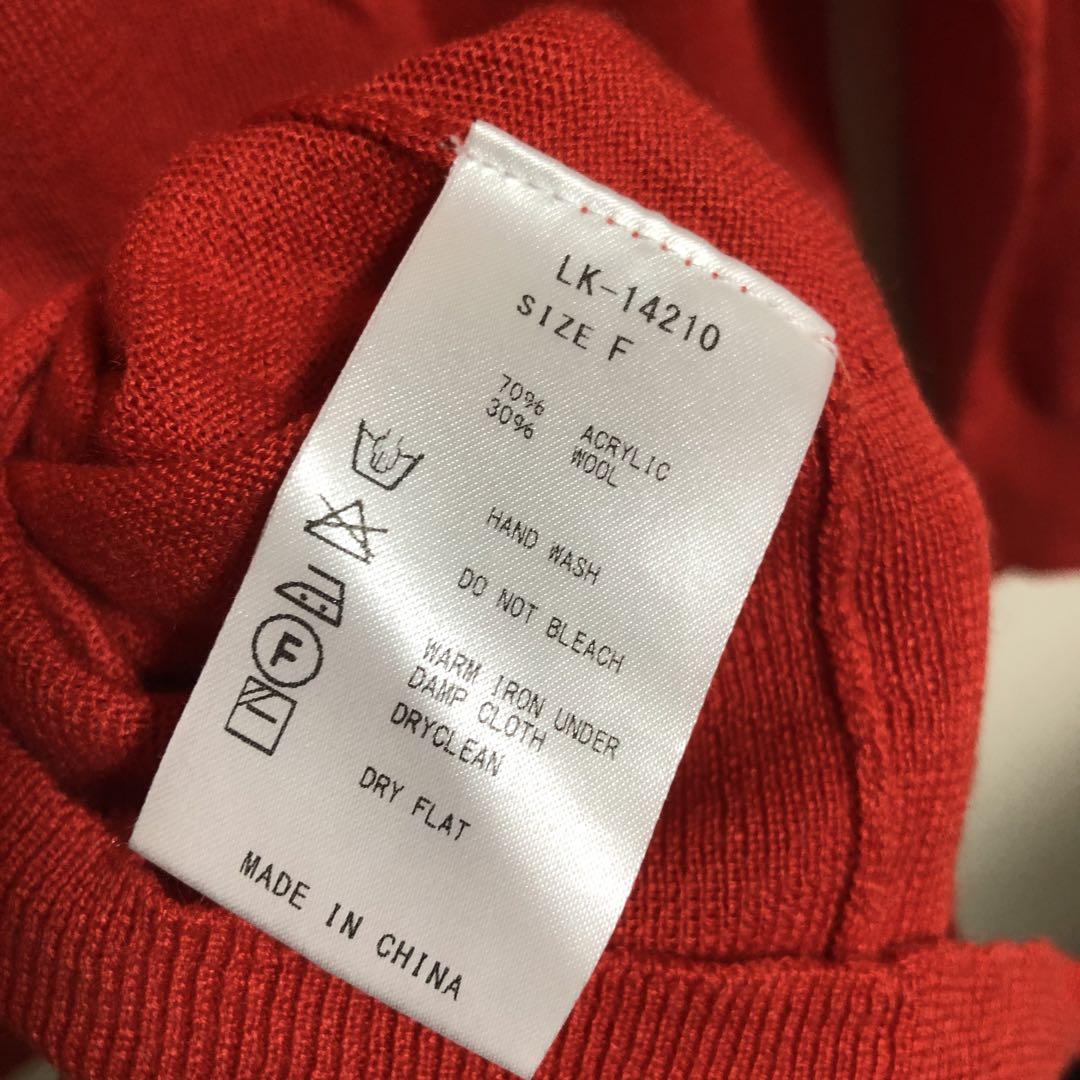 LK-14210
SIZE F
70% ACRYLIC
30% WOOL
HAND WASH
DO NOT BLEACH
WARM IRON UNDER
DAMP CLOTH
F DRYCLEAN
DRY FLAT
MADE IN CHINA